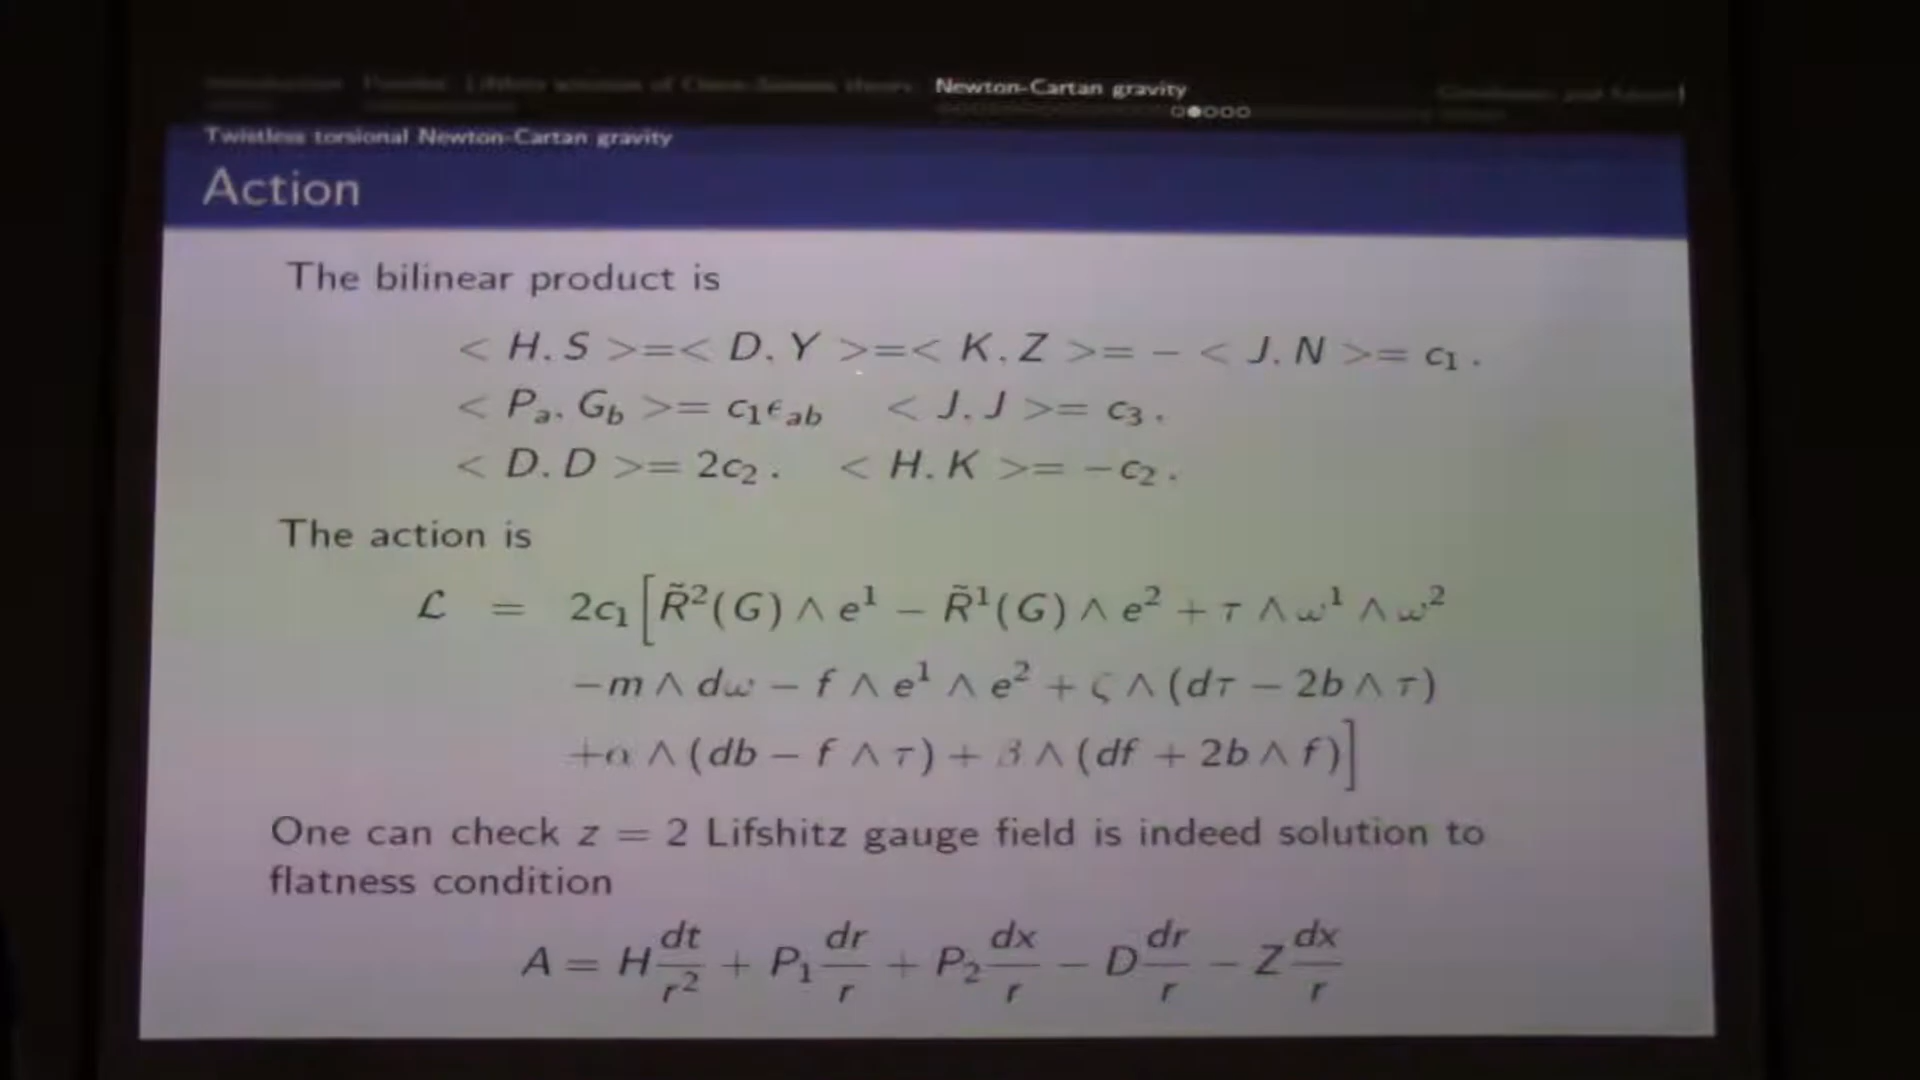 Newton-Cartan gravity
Twistless torsional Newton-Cartan gravity
Action
The bilinear product is
< H, S >=< D, Y >=< K, Z >= − < J, N >= c₁ ,
< Pₐ, G_b >= c₁ϵ_ab   < J, J >= c₃ ,
< D, D >= 2c₂ ,   < H, K >= −c₂ .
The action is
ℒ = 2c₁[R̃²(G) ∧ e¹ − R̃¹(G) ∧ e² + τ ∧ ω¹ ∧ ω²
−m ∧ dω − f ∧ e¹ ∧ e² + ζ ∧ (dτ − 2b ∧ τ)
+α ∧ (db − f ∧ τ) + β ∧ (df + 2b ∧ f)]
One can check z = 2 Lifshitz gauge field is indeed solution to
flatness condition
A = H dt/r² + P₁ dr/r + P₂ dx/r − D dr/r − Z dx/r